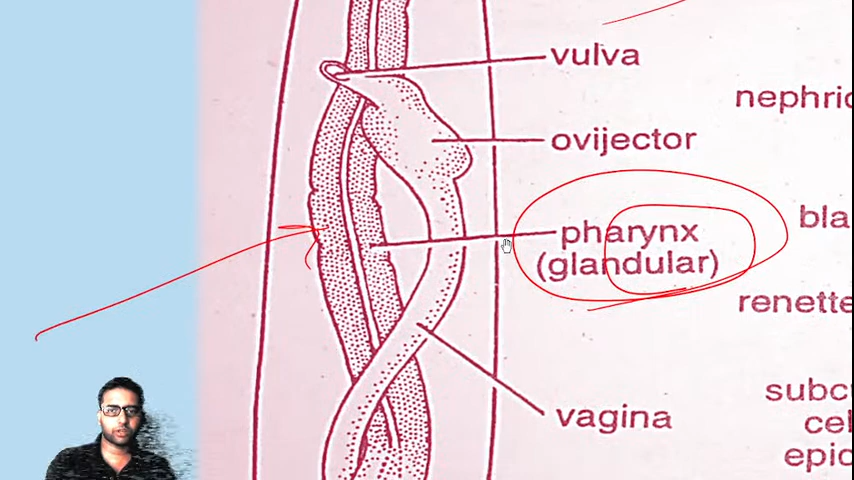 vulva
nephric
ovijector
pharynx
(glandular)
bla
renette
vagina
subc
cel
epic